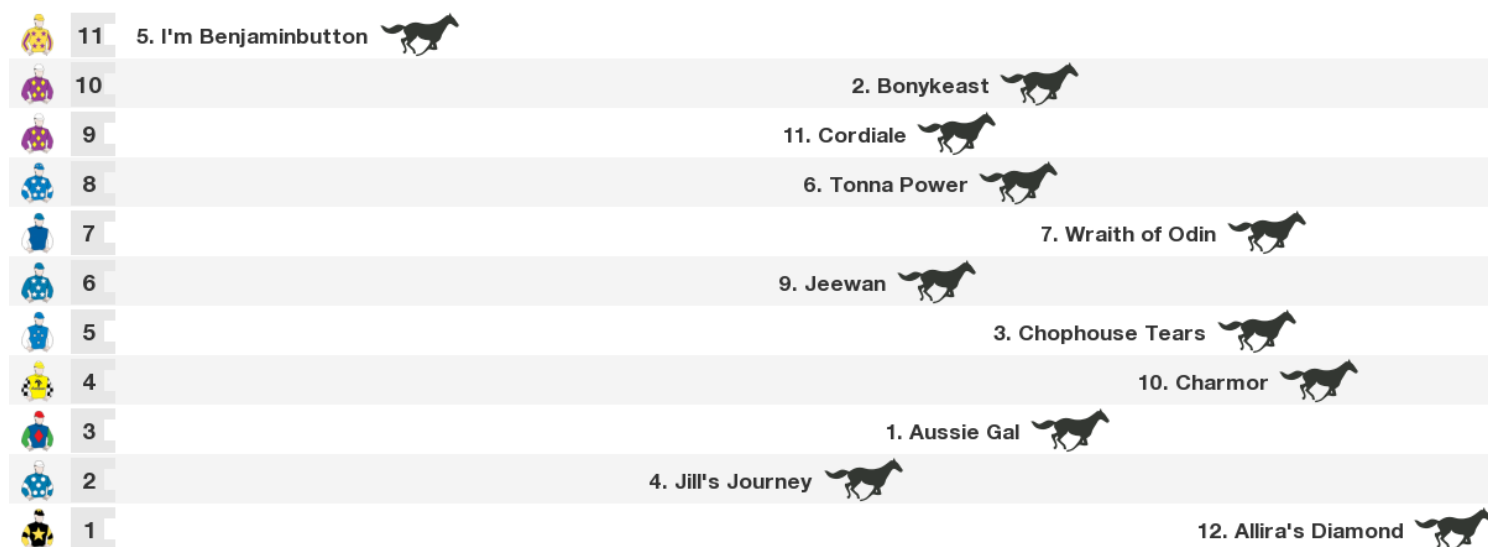 11 5. I'm Benjaminbutton
10 2. Bonykeast
9 11. Cordiale
8 6. Tonna Power
7 7. Wraith of Odin
6 9. Jeewan
5 3. Chophouse Tears
4 10. Charmor
3 1. Aussie Gal
2 4. Jill's Journey
1 12. Allira's Diamond